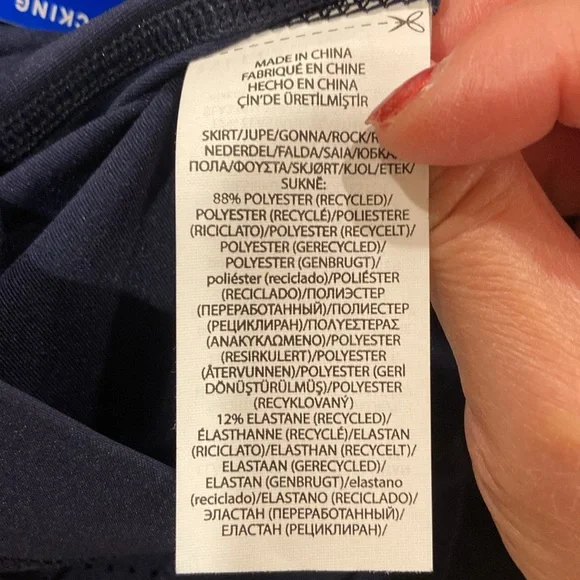 CKING
MADE IN CHINA
FABRIQUÉ EN CHINE
HECHO EN CHINA
ÇİN'DE ÜRETİLMİŞTİR
SKIRT/JUPE/GONNA/ROCK/
NEDERDEL/FALDA/SAIA/ЮБКА
ПОЛА/ΦΟΥΣΤΑ/SKJØRT/KJOL/ETEK/
SUKNĚ:
88% POLYESTER (RECYCLED)/
POLYESTER (RECYCLÉ)/POLIESTERE
(RICICLATO)/POLYESTER (RECYCELT)/
POLYESTER (GERECYCLED)/
POLYESTER (GENBRUGT)/
poliéster (reciclado)/POLIÉSTER
(RECICLADO)/ПОЛИЭСТЕР
(ПЕРЕРАБОТАННЫЙ)/ПОЛИЕСТЕР
(РЕЦИКЛИРАН)/ΠΟΛΥΕΣΤΕΡΑΣ
(ΑΝΑΚΥΚΛΩΜΕΝΟ)/POLYESTER
(RESIRKULERT)/POLYESTER
(ÅTERVUNNEN)/POLYESTER (GERİ
DÖNÜŞTÜRÜLMÜŞ)/POLYESTER
(RECYKLOVANÝ)
12% ELASTANE (RECYCLED)/
ÉLASTHANNE (RECYCLÉ)/ELASTAN
(RICICLATO)/ELASTHAN (RECYCELT)/
ELASTAAN (GERECYCLED)/
ELASTAN (GENBRUGT)/elastano
(reciclado)/ELASTANO (RECICLADO)/
ЭЛАСТАН (ПЕРЕРАБОТАННЫЙ)/
ЕЛАСТАН (РЕЦИКЛИРАН)/